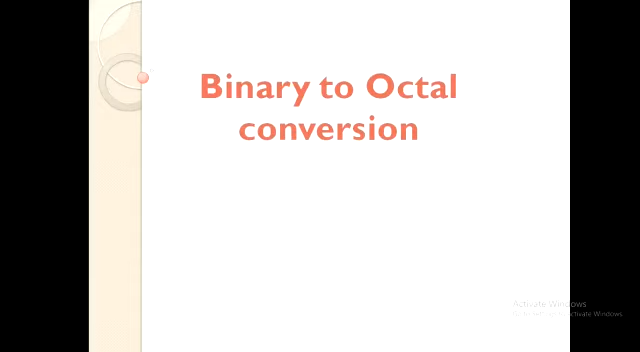 Binary to Octal
conversion
Activate Windows